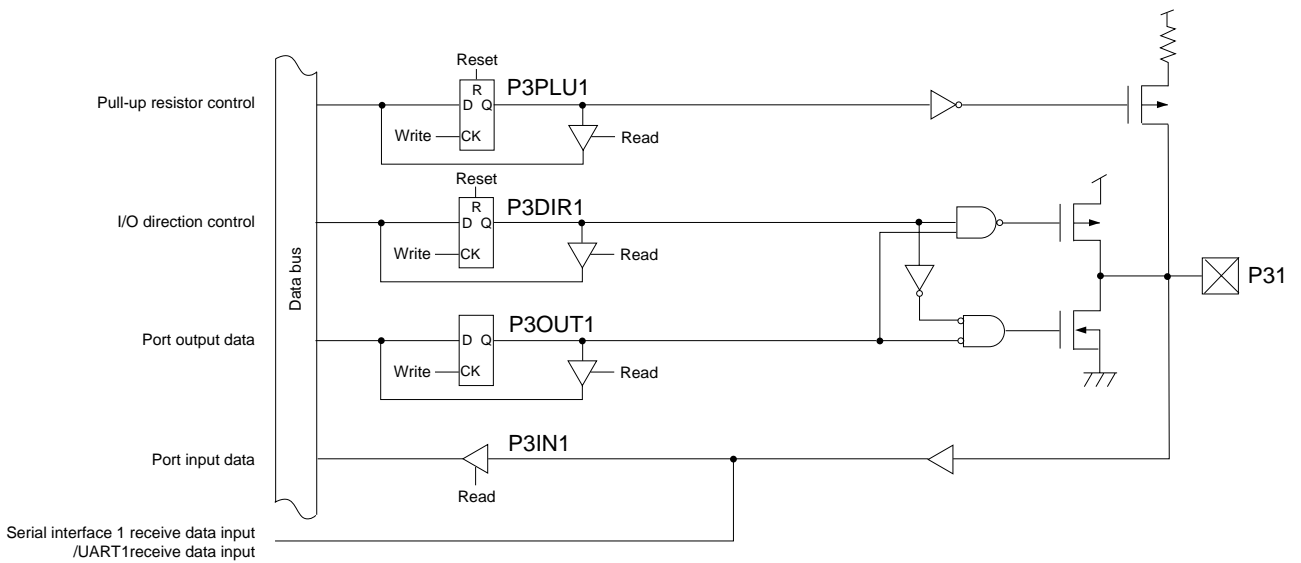 Reset
Pull-up resistor control
R
P3PLU1
D Q
Write
CK
Read
Reset
I/O direction control
R
P3DIR1
D Q
Write
CK
Read
Data bus
P31
Port output data
P3OUT1
D Q
Write
CK
Read
Port input data
P3IN1
Read
Serial interface 1 receive data input
/UART1receive data input